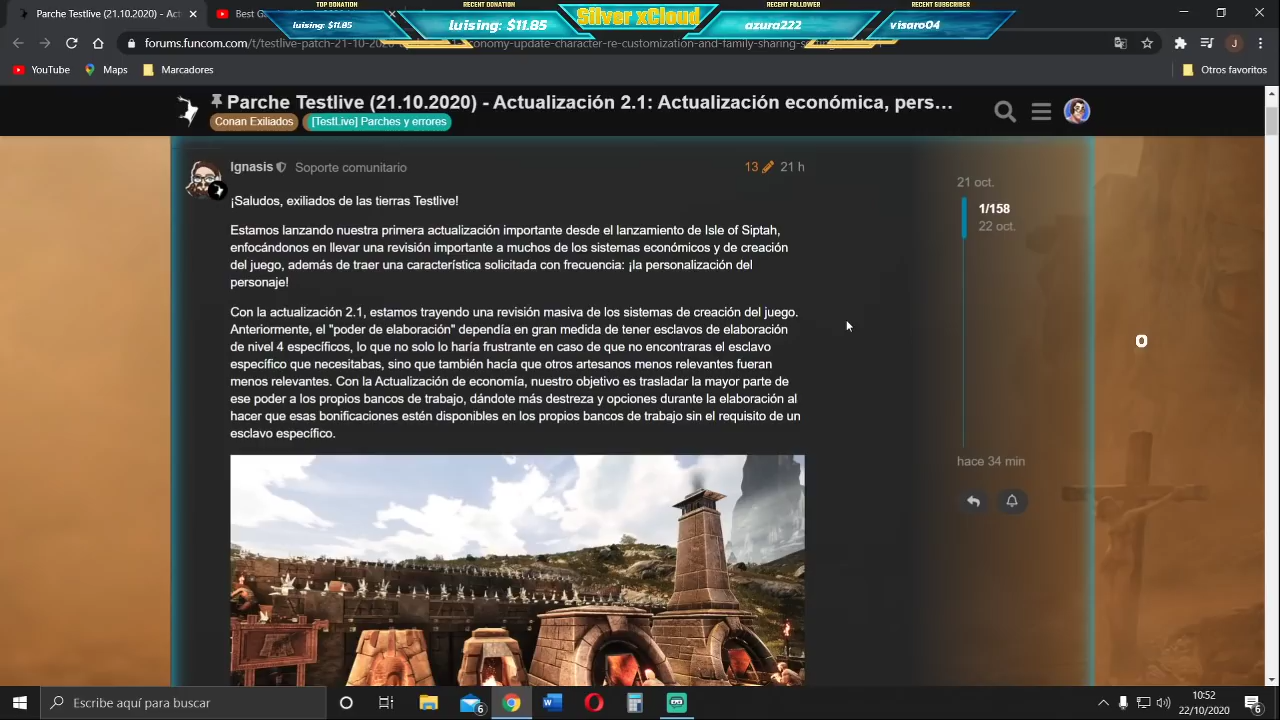 TOP DONATION
RECENT DONATION
RECENT FOLLOWER
RECENT SUBSCRIBER
luising: $11.85
luising: $11.85
Silver xCloud
azura222
visaro04
Parche Testlive (21.10.2020) - Act
Best G
forums.funcom.com/t/testlive-patch-21-10-2020
onomy-update-character-re-customization-and-family-sharing-
YouTube
Maps
Marcadores
Otros favoritos
Parche Testlive (21.10.2020) - Actualización 2.1: Actualización económica, pers…
Conan Exiliados
[TestLive] Parches y errores
Ignasis
Soporte comunitario
13
21 h
¡Saludos, exiliados de las tierras Testlive!
Estamos lanzando nuestra primera actualización importante desde el lanzamiento de Isle of Siptah,
enfocándonos en llevar una revisión importante a muchos de los sistemas económicos y de creación
del juego, además de traer una característica solicitada con frecuencia: ¡la personalización del
personaje!
Con la actualización 2.1, estamos trayendo una revisión masiva de los sistemas de creación del juego.
Anteriormente, el "poder de elaboración" dependía en gran medida de tener esclavos de elaboración
de nivel 4 específicos, lo que no solo lo haría frustrante en caso de que no encontraras el esclavo
específico que necesitabas, sino que también hacía que otros artesanos menos relevantes fueran
menos relevantes. Con la Actualización de economía, nuestro objetivo es trasladar la mayor parte de
ese poder a los propios bancos de trabajo, dándote más destreza y opciones durante la elaboración al
hacer que esas bonificaciones estén disponibles en los propios bancos de trabajo sin el requisito de un
esclavo específico.
21 oct.
1/158
22 oct.
hace 34 min
0
J
Escribe aquí para buscar
6
10:52
22/10/2020
6